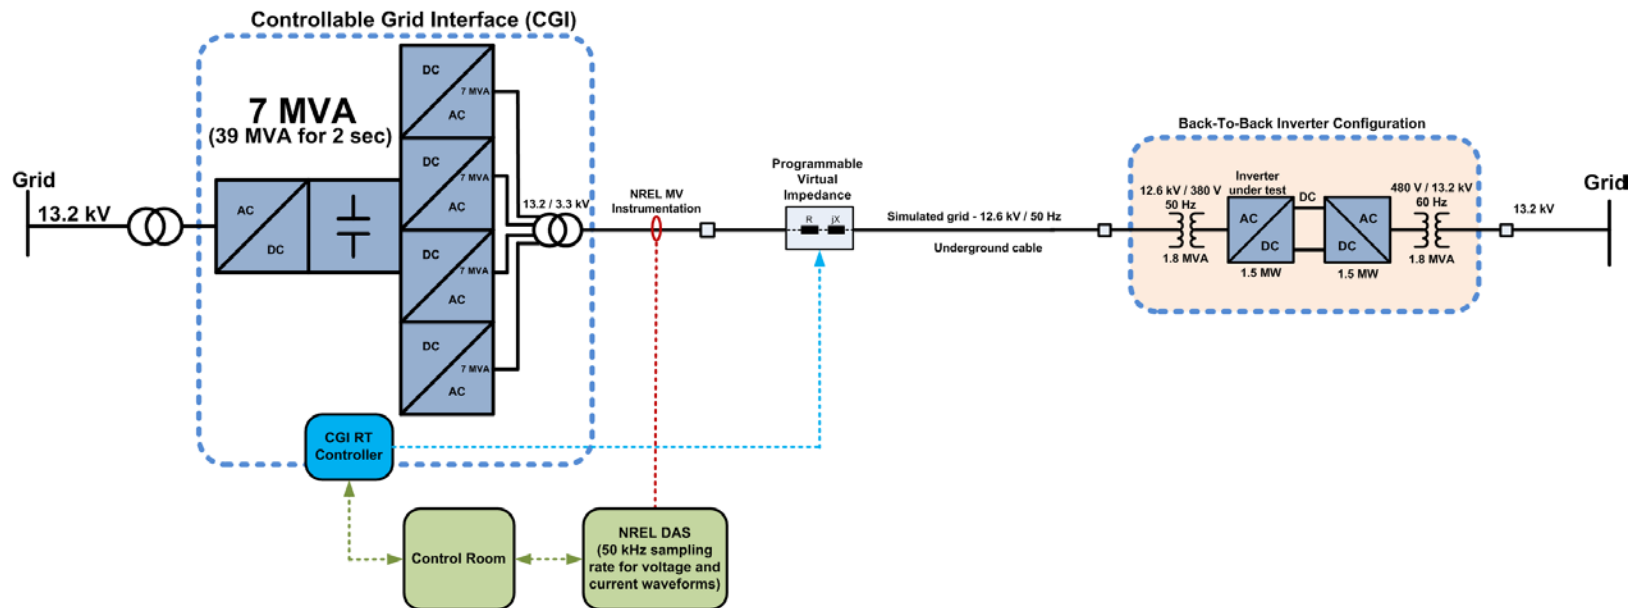 Controllable Grid Interface (CGI)
7 MVA
(39 MVA for 2 sec)
Grid
13.2 kV
AC
DC
DC
7 MVA
AC
DC
7 MVA
AC
DC
7 MVA
AC
DC
7 MVA
AC
13.2 / 3.3 kV
CGI RT
Controller
Control Room
NREL DAS
(50 kHz sampling
rate for voltage and
current waveforms)
NREL MV
Instrumentation
Programmable
Virtual
Impedance
R
jX
Simulated grid - 12.6 kV / 50 Hz
Underground cable
Back-To-Back Inverter Configuration
12.6 kV / 380 V
50 Hz
1.8 MVA
Inverter
under test
AC
DC
1.5 MW
DC
AC
DC
1.5 MW
480 V / 13.2 kV
60 Hz
1.8 MVA
13.2 kV
Grid